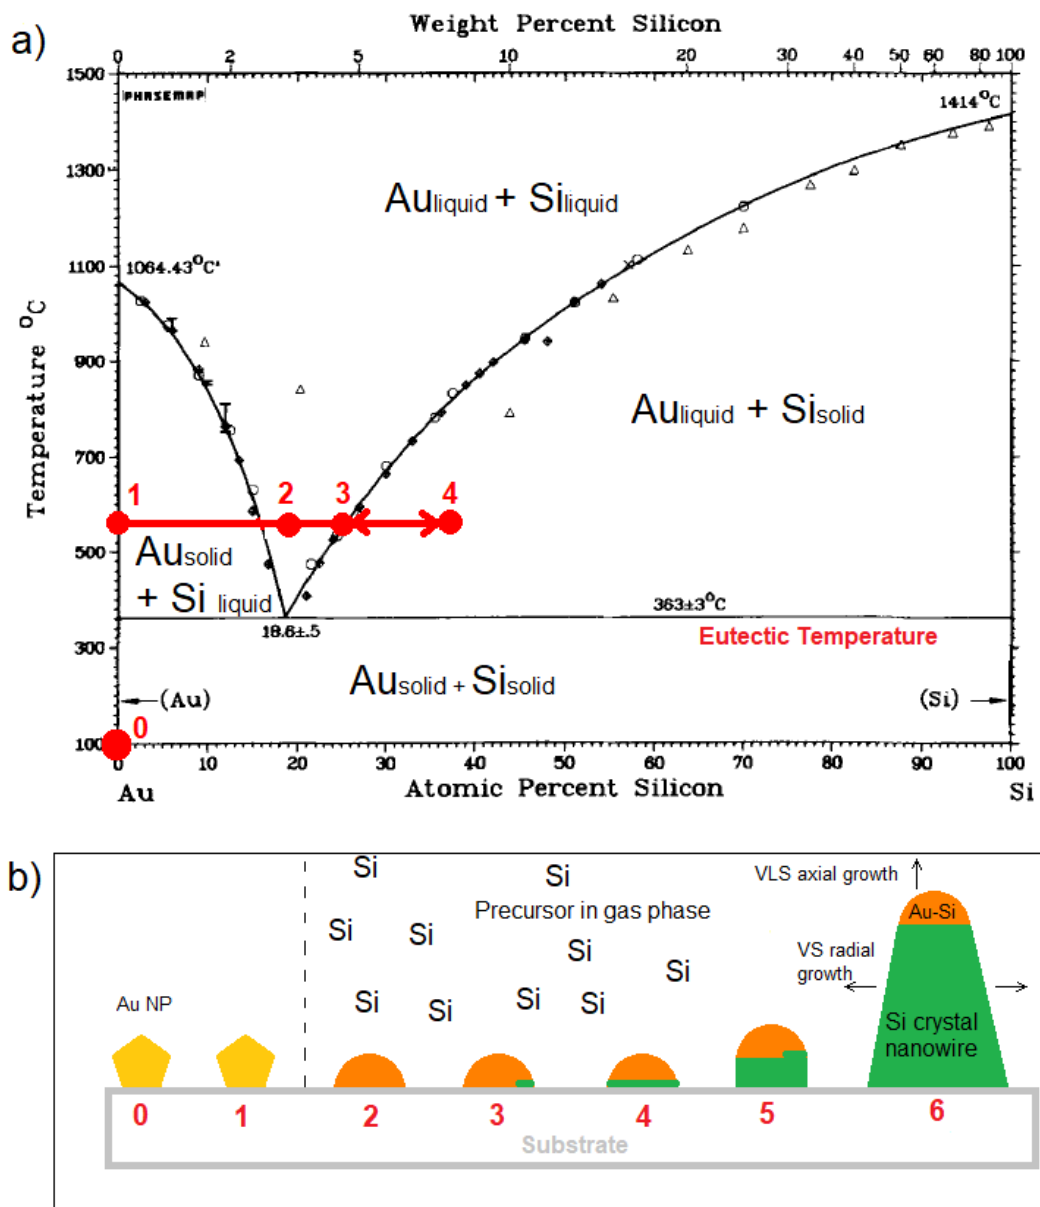 a)
Weight Percent Silicon
0 2 5 10 20 30 40 50 60 80 100
1500
PHASEMAP
1414°C
1300
Auliquid + Siliquid
1100
1064.43°C
Temperature °C
900
Auliquid + Sisolid
700
1 2 3 4
500
Ausolid
+ Si liquid
363±3°C
18.6±.5
Eutectic Temperature
300
Ausolid + Sisolid
(Au) (Si)
0
100
0 10 20 30 40 50 60 70 80 90 100
Au Atomic Percent Silicon Si
b)
Si Si
VLS axial growth
Precursor in gas phase
Au-Si
Si Si
Si
VS radial
growth
Si
Au NP
Si Si Si Si
Si crystal
nanowire
0 1 2 3 4 5 6
Substrate